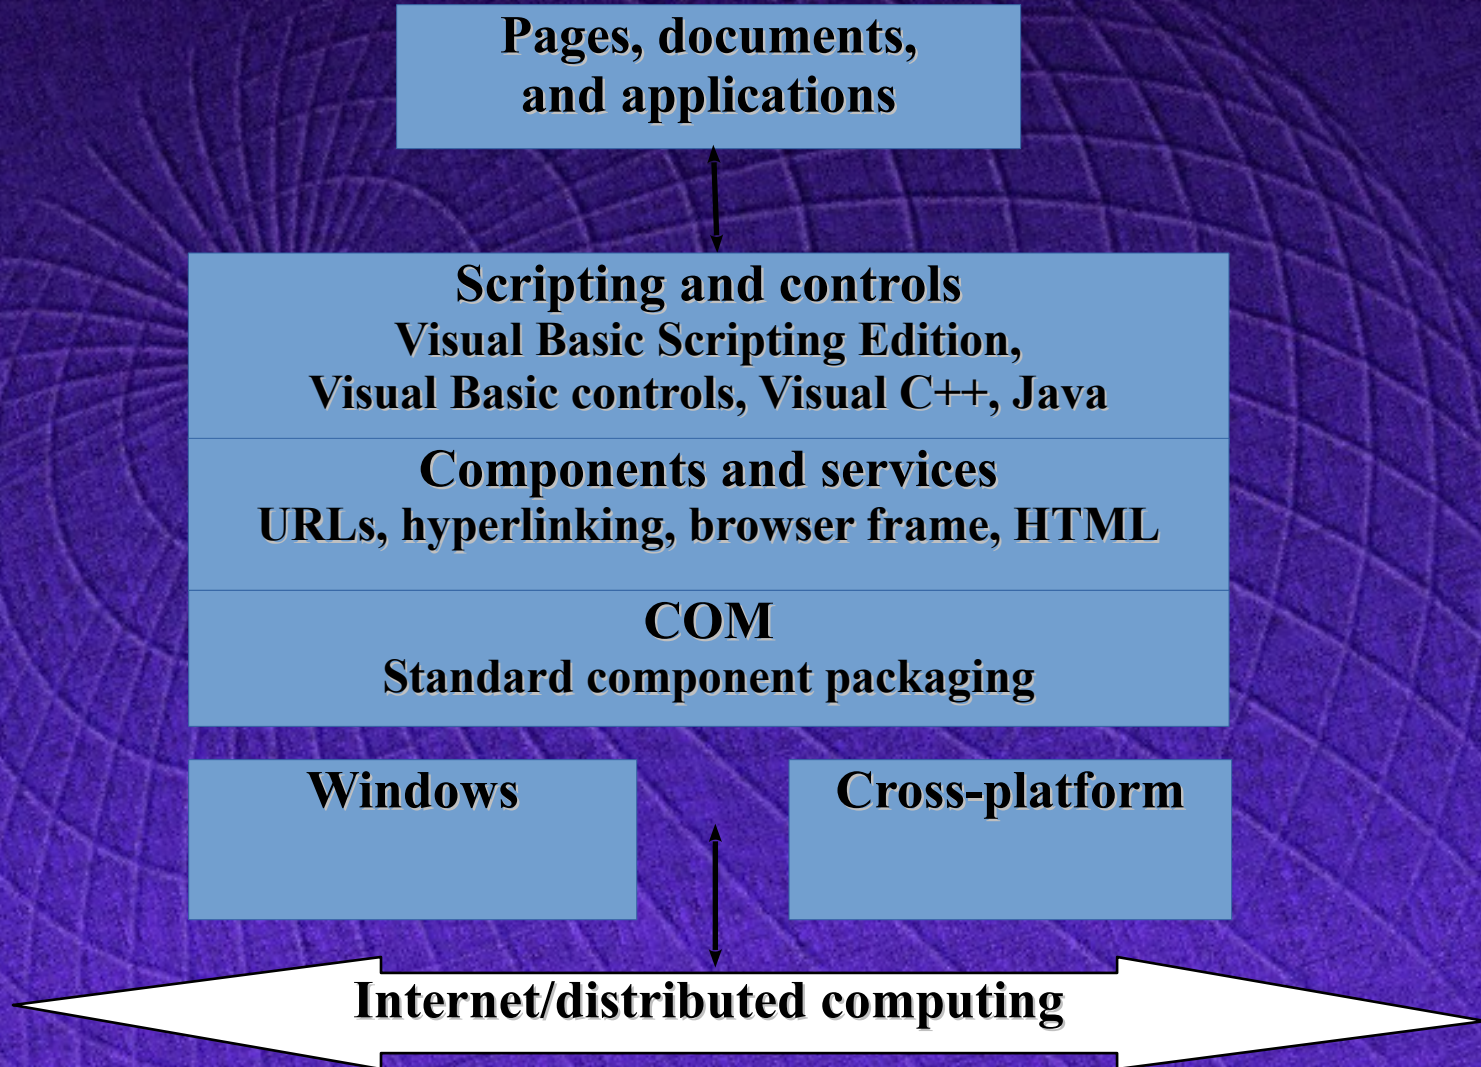 Pages, documents,
and applications
Scripting and controls
Visual Basic Scripting Edition,
Visual Basic controls, Visual C++, Java
Components and services
URLs, hyperlinking, browser frame, HTML
COM
Standard component packaging
Windows
Cross-platform
Internet/distributed computing